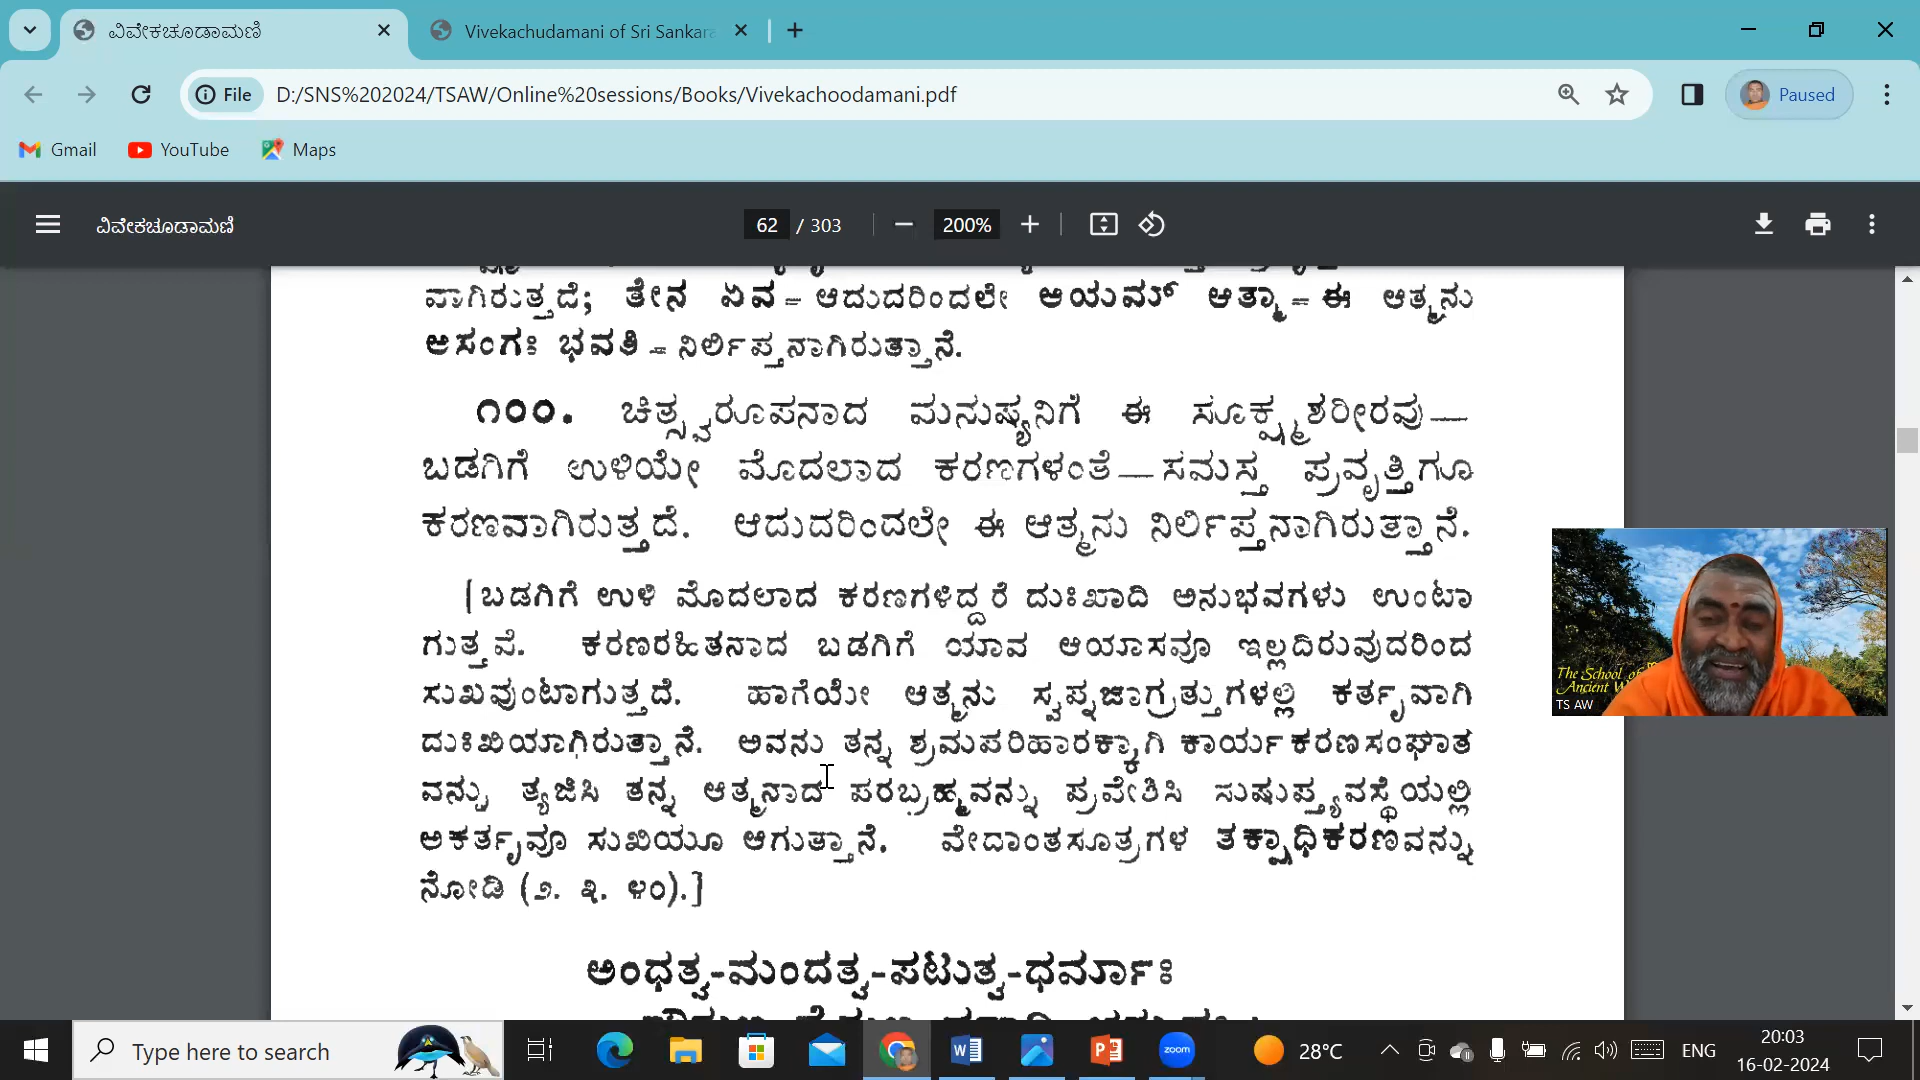 ವಿವೇಕಚೂಡಾಮಣಿ
Vivekachudamani of Sri Sankara
File
D:/SNS%202024/TSAW/Online%20sessions/Books/Vivekachoodamani.pdf
Paused
Gmail
YouTube
Maps
ವಿವೇಕಚೂಡಾಮಣಿ
62 / 303
200%
ವಾಗಿರುತ್ತದೆ; ತೇನ ಏವ = ಆದುದರಿಂದಲೇ ಅಯಮ್ ಆತ್ಮಾ = ಈ ಆತ್ಮನು
ಅಸಂಗಃ ಭವತಿ = ನಿರ್ಲಿಪ್ತನಾಗಿರುತ್ತಾನೆ.
೧೦೦. ಚಿತ್ಸ್ವರೂಪನಾದ ಮನುಷ್ಯನಿಗೆ ಈ ಸೂಕ್ಷ್ಮಶರೀರವು—
ಬಡಗಿಗೆ ಉಳಿಯೇ ಮೊದಲಾದ ಕರಣಗಳಂತೆ—ಸಮಸ್ತ ಪ್ರವೃತ್ತಿಗೂ
ಕರಣವಾಗಿರುತ್ತದೆ. ಆದುದರಿಂದಲೇ ಈ ಆತ್ಮನು ನಿರ್ಲಿಪ್ತನಾಗಿರುತ್ತಾನೆ.
[ಬಡಗಿಗೆ ಉಳಿ ಮೊದಲಾದ ಕರಣಗಳಿದ್ದರೆ ದುಃಖಾದಿ ಅನುಭವಗಳು ಉಂಟಾ
ಗುತ್ತವೆ. ಕರಣರಹಿತನಾದ ಬಡಗಿಗೆ ಯಾವ ಆಯಾಸವೂ ಇಲ್ಲದಿರುವುದರಿಂದ
ಸುಖವುಂಟಾಗುತ್ತದೆ. ಹಾಗೆಯೇ ಆತ್ಮನು ಸ್ವಪ್ನಜಾಗ್ರತ್ತುಗಳಲ್ಲಿ ಕರ್ತೃವಾಗಿ
ದುಃಖಿಯಾಗಿರುತ್ತಾನೆ. ಅವನು ತನ್ನ ಶ್ರಮಪರಿಹಾರಕ್ಕಾಗಿ ಕಾರ್ಯಕರಣಸಂಘಾತ
ವನ್ನು ತ್ಯಜಿಸಿ ತನ್ನ ಆತ್ಮನಾದ ಪರಬ್ರಹ್ಮವನ್ನು ಪ್ರವೇಶಿಸಿ ಸುಷುಪ್ತ್ಯವಸ್ಥೆಯಲ್ಲಿ
ಅಕರ್ತೃವೂ ಸುಖಿಯೂ ಆಗುತ್ತಾನೆ. ವೇದಾಂತಸೂತ್ರಗಳ ತಕ್ಷಾಧಿಕರಣವನ್ನು
ನೋಡಿ (೨. ೩. ೪೦).]
ಅಂಧತ್ವ-ಮಂದತ್ವ-ಪಟುತ್ವ-ಧರ್ಮಾಃ
The School of
Ancient W
TS AW
Type here to search
zoom
28°C
ENG
20:03
16-02-2024